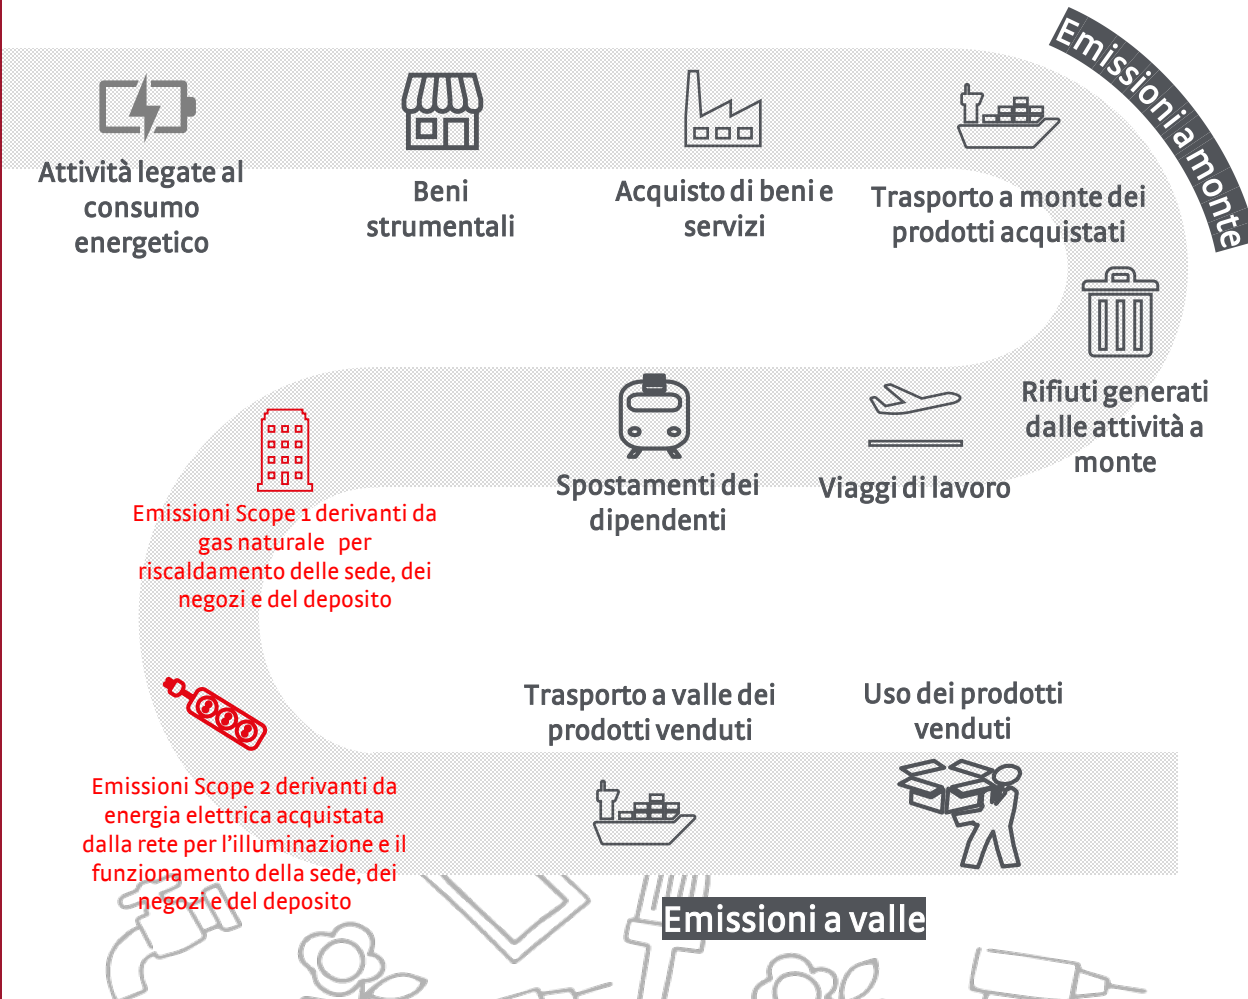 Emissioni a monte
Attività legate al
consumo
energetico
Beni
strumentali
Acquisto di beni e
servizi
Trasporto a monte dei
prodotti acquistati
Rifiuti generati
dalle attività a
monte
Viaggi di lavoro
Spostamenti dei
dipendenti
Emissioni Scope 1 derivanti da
gas naturale per
riscaldamento delle sede, dei
negozi e del deposito
Emissioni Scope 2 derivanti da
energia elettrica acquistata
dalla rete per l’illuminazione e il
funzionamento della sede, dei
negozi e del deposito
Trasporto a valle dei
prodotti venduti
Uso dei prodotti
venduti
Emissioni a valle